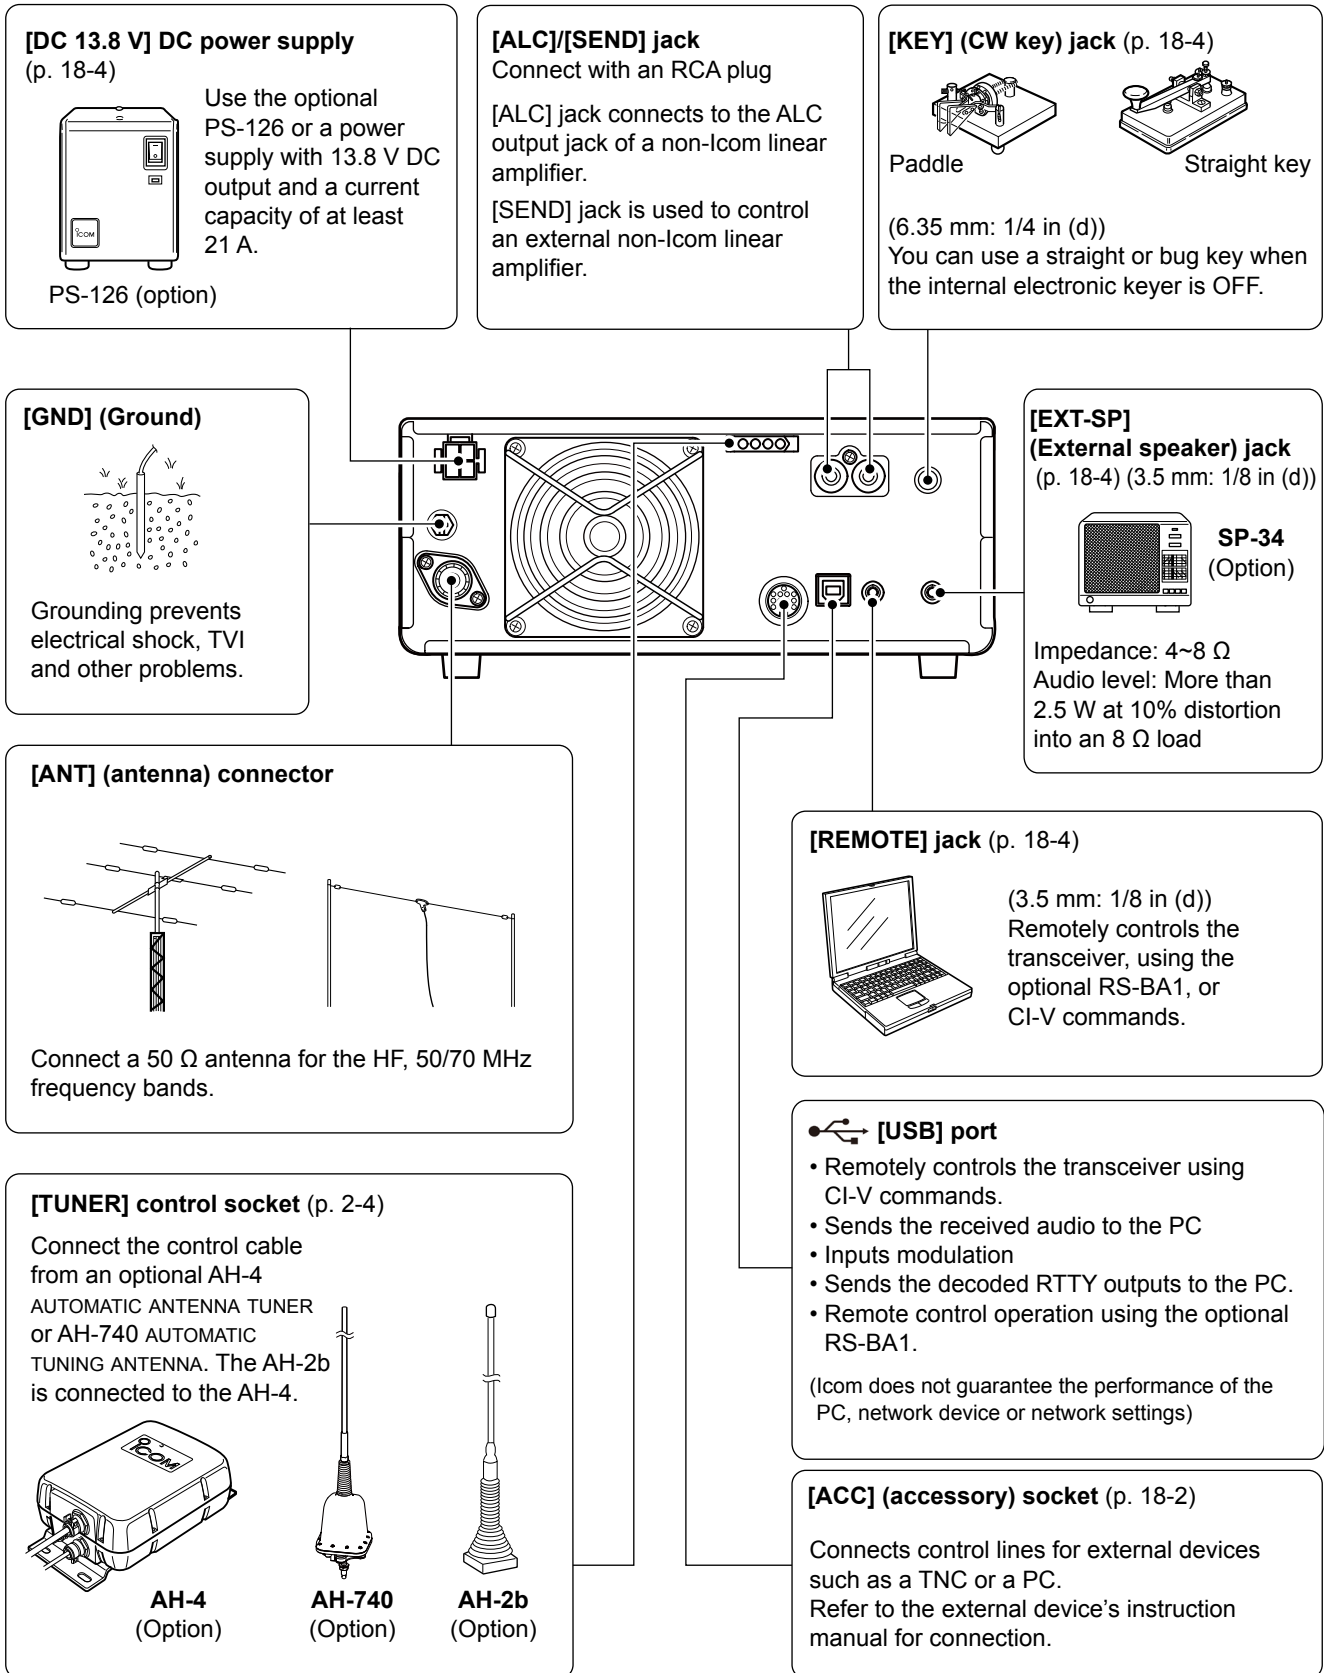 [DC 13.8 V] DC power supply
(p. 18-4)
Use the optional
PS-126 or a power
supply with 13.8 V DC
output and a current
capacity of at least
21 A.
ICOM
PS-126 (option)
[ALC]/[SEND] jack
Connect with an RCA plug
[ALC] jack connects to the ALC
output jack of a non-Icom linear
amplifier.
[SEND] jack is used to control
an external non-Icom linear
amplifier.
[KEY] (CW key) jack (p. 18-4)
Paddle
Straight key
(6.35 mm: 1/4 in (d))
You can use a straight or bug key when
the internal electronic keyer is OFF.
[GND] (Ground)
Grounding prevents
electrical shock, TVI
and other problems.
[EXT-SP]
(External speaker) jack
(p. 18-4) (3.5 mm: 1/8 in (d))
SP-34
(Option)
Impedance: 4~8 Ω
Audio level: More than
2.5 W at 10% distortion
into an 8 Ω load
[ANT] (antenna) connector
Connect a 50 Ω antenna for the HF, 50/70 MHz
frequency bands.
[REMOTE] jack (p. 18-4)
(3.5 mm: 1/8 in (d))
Remotely controls the
transceiver, using the
optional RS-BA1, or
CI-V commands.
[USB] port
• Remotely controls the transceiver using
CI-V commands.
• Sends the received audio to the PC
• Inputs modulation
• Sends the decoded RTTY outputs to the PC.
• Remote control operation using the optional
RS-BA1.
(Icom does not guarantee the performance of the
PC, network device or network settings)
[TUNER] control socket (p. 2-4)
Connect the control cable
from an optional AH-4
AUTOMATIC ANTENNA TUNER
or AH-740 AUTOMATIC
TUNING ANTENNA. The AH-2b
is connected to the AH-4.
ICOM
AH-4
(Option)
AH-740
(Option)
AH-2b
(Option)
[ACC] (accessory) socket (p. 18-2)
Connects control lines for external devices
such as a TNC or a PC.
Refer to the external device's instruction
manual for connection.